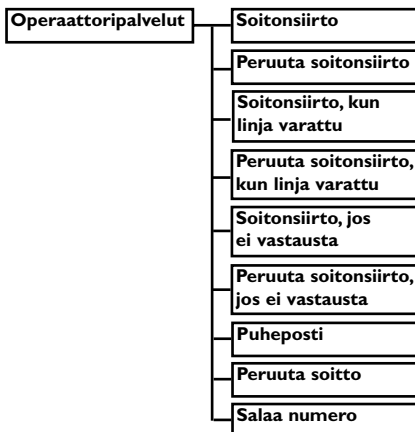 Operaattoripalvelut
Soitonsiirto
Peruuta soitonsiirto
Soitonsiirto, kun
linja varattu
Peruuta soitonsiirto,
kun linja varattu
Soitonsiirto, jos
ei vastausta
Peruuta soitonsiirto,
jos ei vastausta
Puheposti
Peruuta soitto
Salaa numero